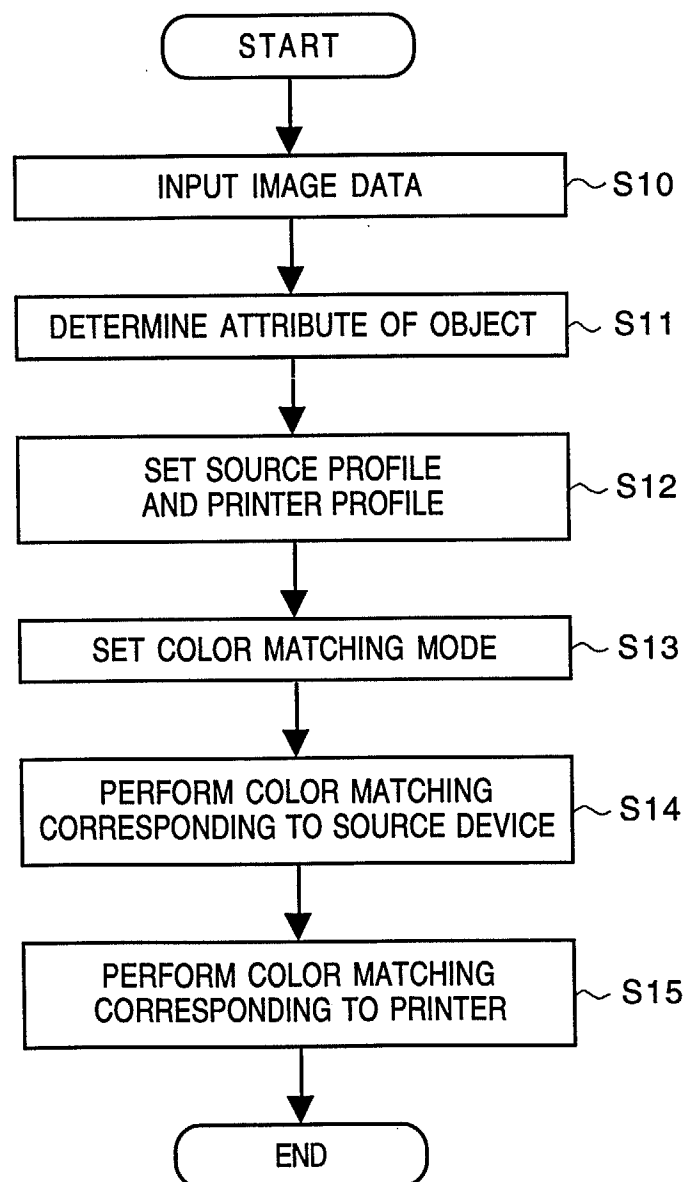 START
INPUT IMAGE DATA
S10
DETERMINE ATTRIBUTE OF OBJECT
S11
SET SOURCE PROFILE
AND PRINTER PROFILE
S12
SET COLOR MATCHING MODE
S13
PERFORM COLOR MATCHING
CORRESPONDING TO SOURCE DEVICE
S14
PERFORM COLOR MATCHING
CORRESPONDING TO PRINTER
S15
END